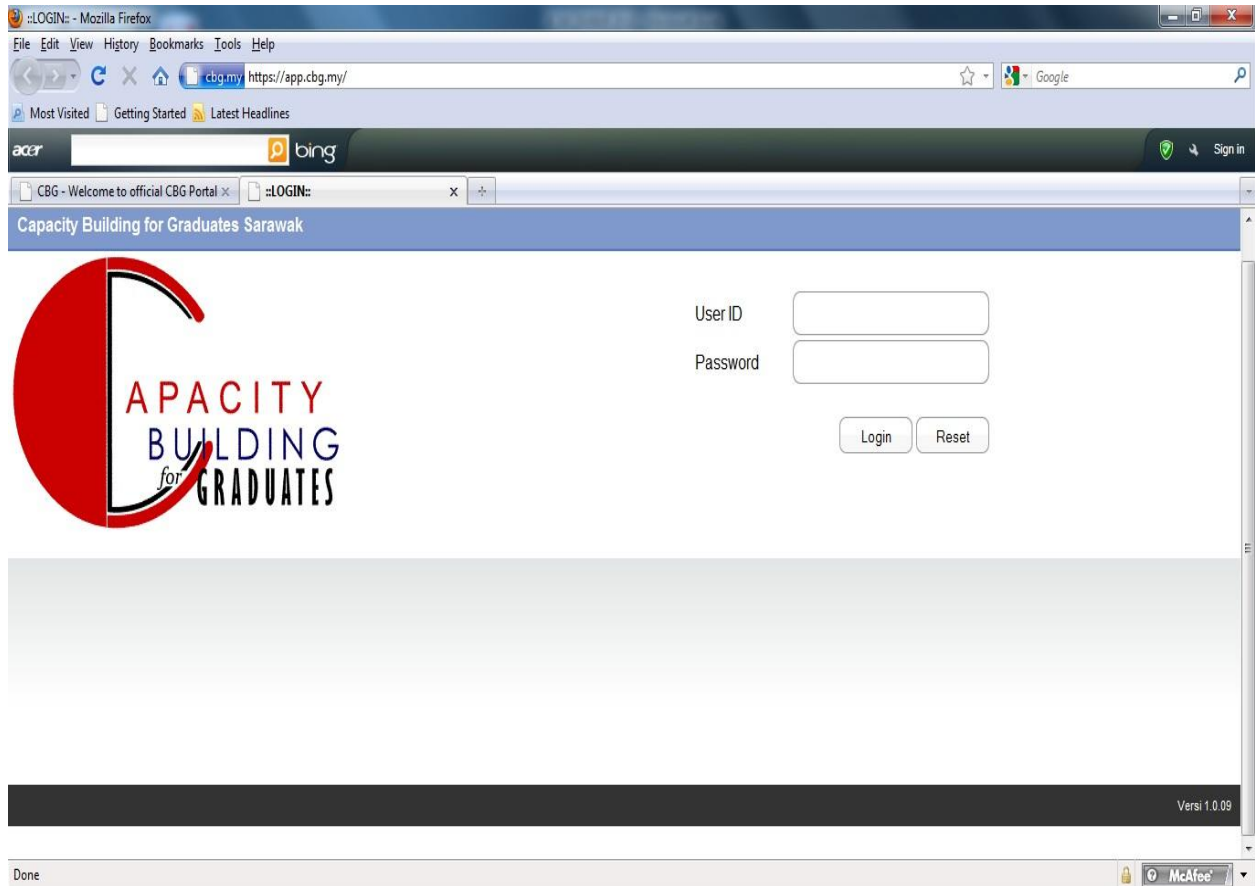 ::LOGIN:: - Mozilla Firefox
File Edit View History Bookmarks Tools Help
cbg.my https://app.cbg.my/ Google
Most Visited Getting Started Latest Headlines
acer bing Sign in
CBG - Welcome to official CBG Portal x ::LOGIN:: x
Capacity Building for Graduates Sarawak
CAPACITY
BUILDING
for GRADUATES
User ID
Password
Login Reset
Versi 1.0.09
Done McAfee